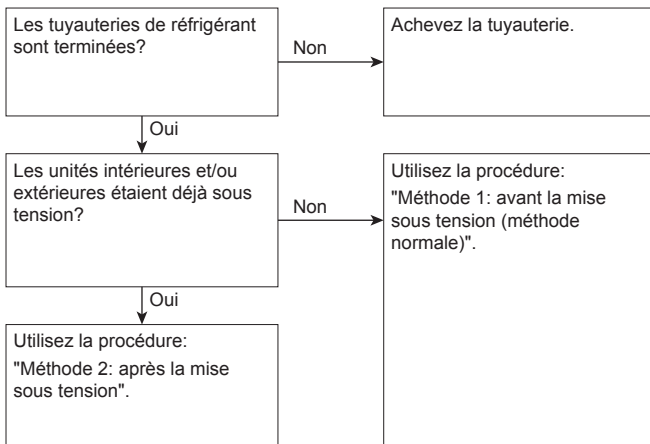 Les tuyauteries de réfrigérant
sont terminées?
Non
Achevez la tuyauterie.
Oui
Les unités intérieures et/ou
extérieures étaient déjà sous
tension?
Non
Utilisez la procédure:
"Méthode 1: avant la mise
sous tension (méthode
normale)".
Oui
Utilisez la procédure:
"Méthode 2: après la mise
sous tension".